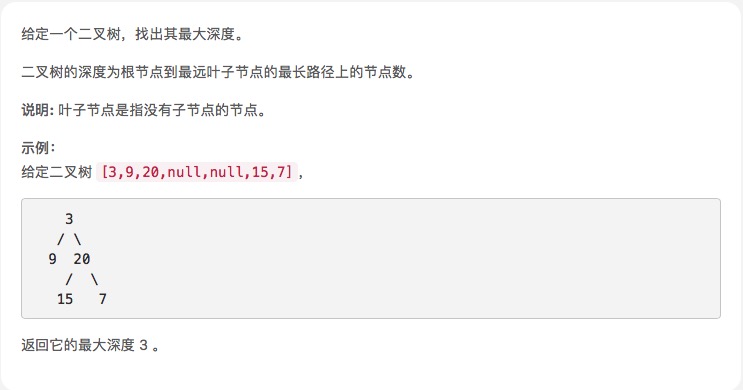 给定一个二叉树，找出其最大深度。
二叉树的深度为根节点到最远叶子节点的最长路径上的节点数。
说明: 叶子节点是指没有子节点的节点。
示例：
给定二叉树 [3,9,20,null,null,15,7]，
3
/ \
9 20
/ \
15 7
返回它的最大深度 3 。